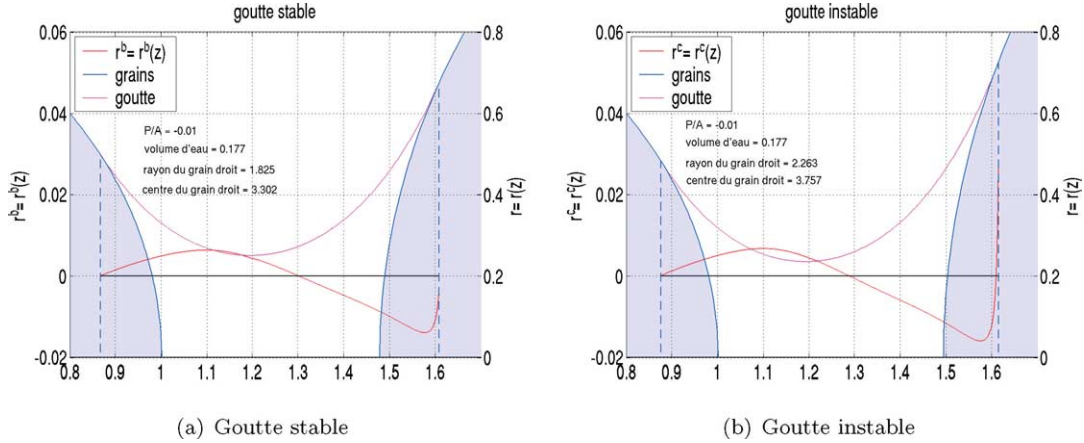 goutte stable
0.06
0.04
0.02
0
-0.02
0.8
0.6
0.4
0.2
0
r^b = r^b(z)
grains
goutte
P/A = -0.01
volume d'eau = 0.177
rayon du grain droit = 1.825
centre du grain droit = 3.302
r^b = r^b(z)
r = r(z)
0.8 0.9 1 1.1 1.2 1.3 1.4 1.5 1.6
(a) Goutte stable
goutte instable
0.06
0.04
0.02
0
-0.02
0.8
0.6
0.4
0.2
0
r^c = r^c(z)
grains
goutte
P/A = -0.01
volume d'eau = 0.177
rayon du grain droit = 2.263
centre du grain droit = 3.757
r^c = r^c(z)
r = r(z)
0.8 0.9 1 1.1 1.2 1.3 1.4 1.5 1.6
(b) Goutte instable